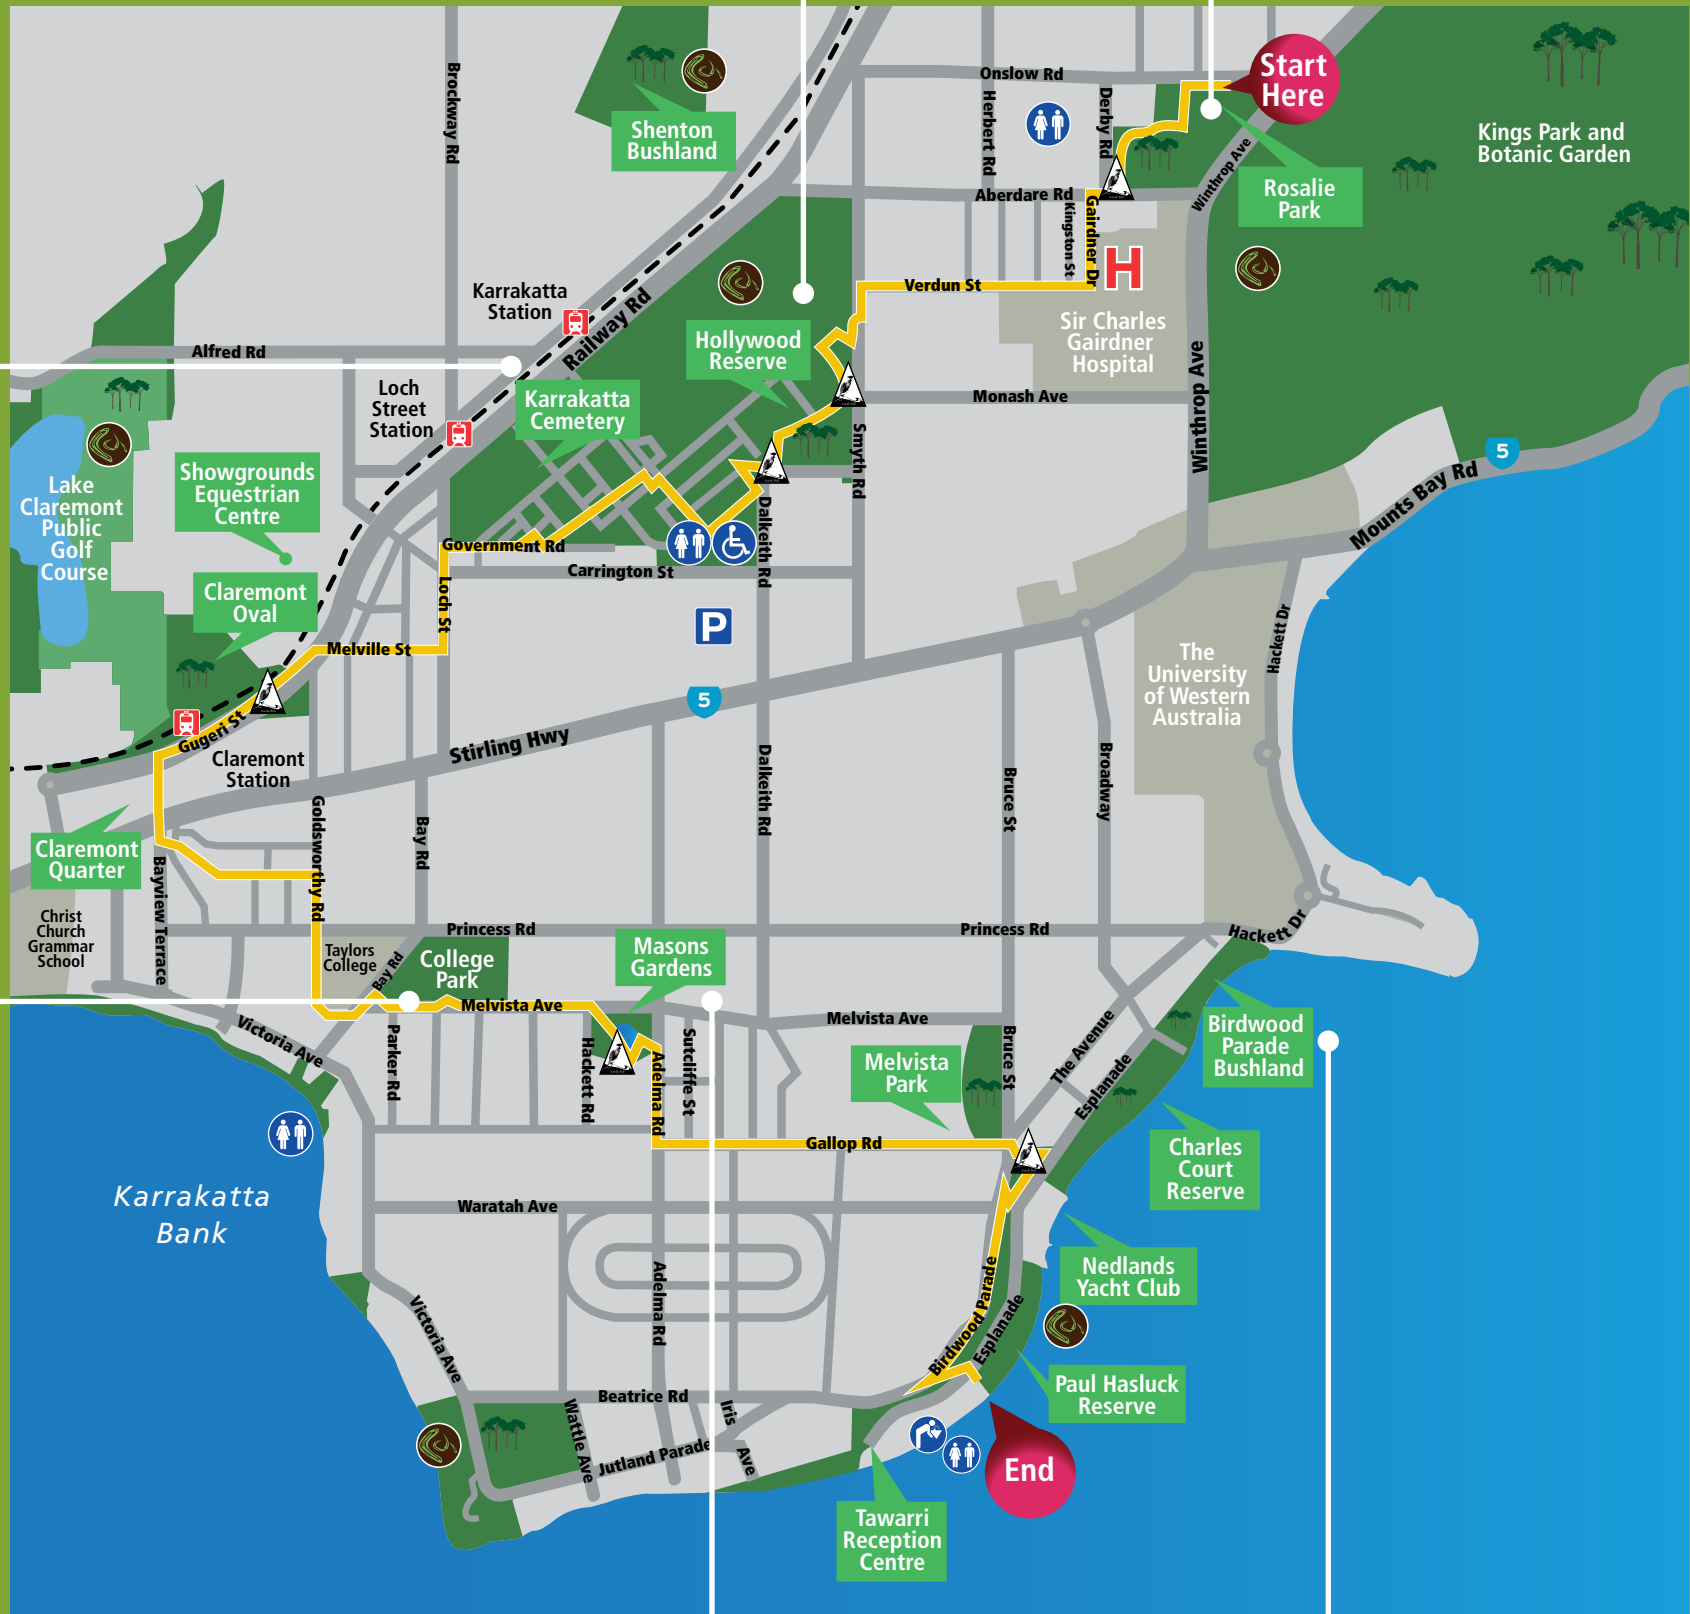 Start
Here
Onslow Rd
Brockway Rd
Herbert Rd
Derby Rd
Shenton
Bushland
Kings Park and
Botanic Garden
Winthrop Ave
Rosalie
Park
Aberdare Rd
Kingston St
Gairdner Dr
H
Verdun St
Karrakatta
Station
Railway Rd
Sir Charles
Gairdner
Hospital
Hollywood
Reserve
Alfred Rd
Loch
Street
Station
Karrakatta
Cemetery
Monash Ave
Winthrop Ave
Smyth Rd
5
Mounts Bay Rd
Showgrounds
Equestrian
Centre
Lake
Claremont
Public
Golf
Course
Dalkeith Rd
Government Rd
Carrington St
Loch St
Claremont
Oval
P
Hackett Dr
Melville St
The
University
of Western
Australia
5
Gugeri St
Claremont
Station
Stirling Hwy
Dalkeith Rd
Bruce St
Broadway
Goldsworthy Rd
Bay Rd
Claremont
Quarter
Bayview Terrace
Christ
Church
Grammar
School
Taylors
College
Bay Rd
Princess Rd
Princess Rd
Hackett Dr
College
Park
Masons
Gardens
Melvista Ave
Melvista Ave
Victoria Ave
Parker Rd
Hackett Rd
Adelma Rd
Sutcliffe St
Bruce St
The Avenue
Esplanade
Birdwood
Parade
Bushland
Melvista
Park
Charles
Court
Reserve
Gallop Rd
Karrakatta
Bank
Waratah Ave
Nedlands
Yacht Club
Adelma Rd
Birdwood Parade
Esplanade
Victoria Ave
Paul Hasluck
Reserve
Beatrice Rd
Wattle Ave
Iris
Ave
Jutland Parade
End
Tawarri
Reception
Centre